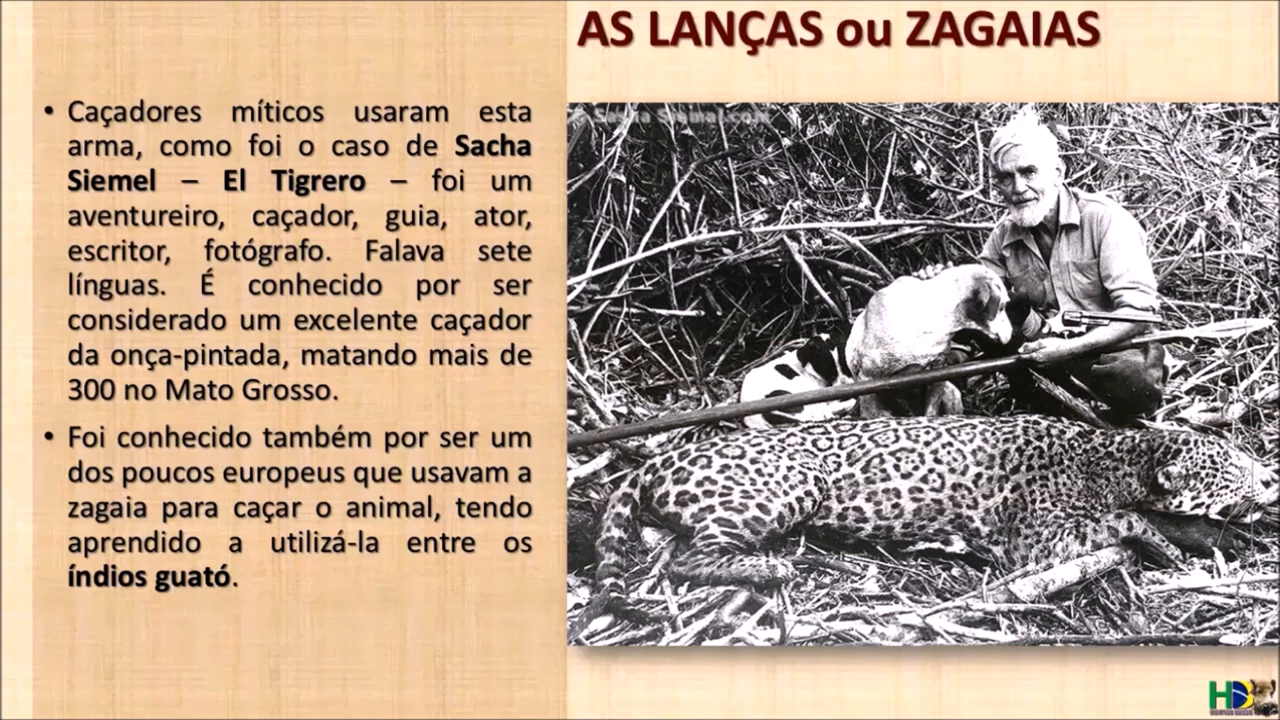 AS LANÇAS ou ZAGAIAS
• Caçadores míticos usaram esta
arma, como foi o caso de Sacha
Siemel – El Tigrero – foi um
aventureiro, caçador, guia, ator,
escritor, fotógrafo. Falava sete
línguas. É conhecido por ser
considerado um excelente caçador
da onça-pintada, matando mais de
300 no Mato Grosso.
• Foi conhecido também por ser um
dos poucos europeus que usavam a
zagaia para caçar o animal, tendo
aprendido a utilizá-la entre os
índios guató.
Sasha Siemel.com